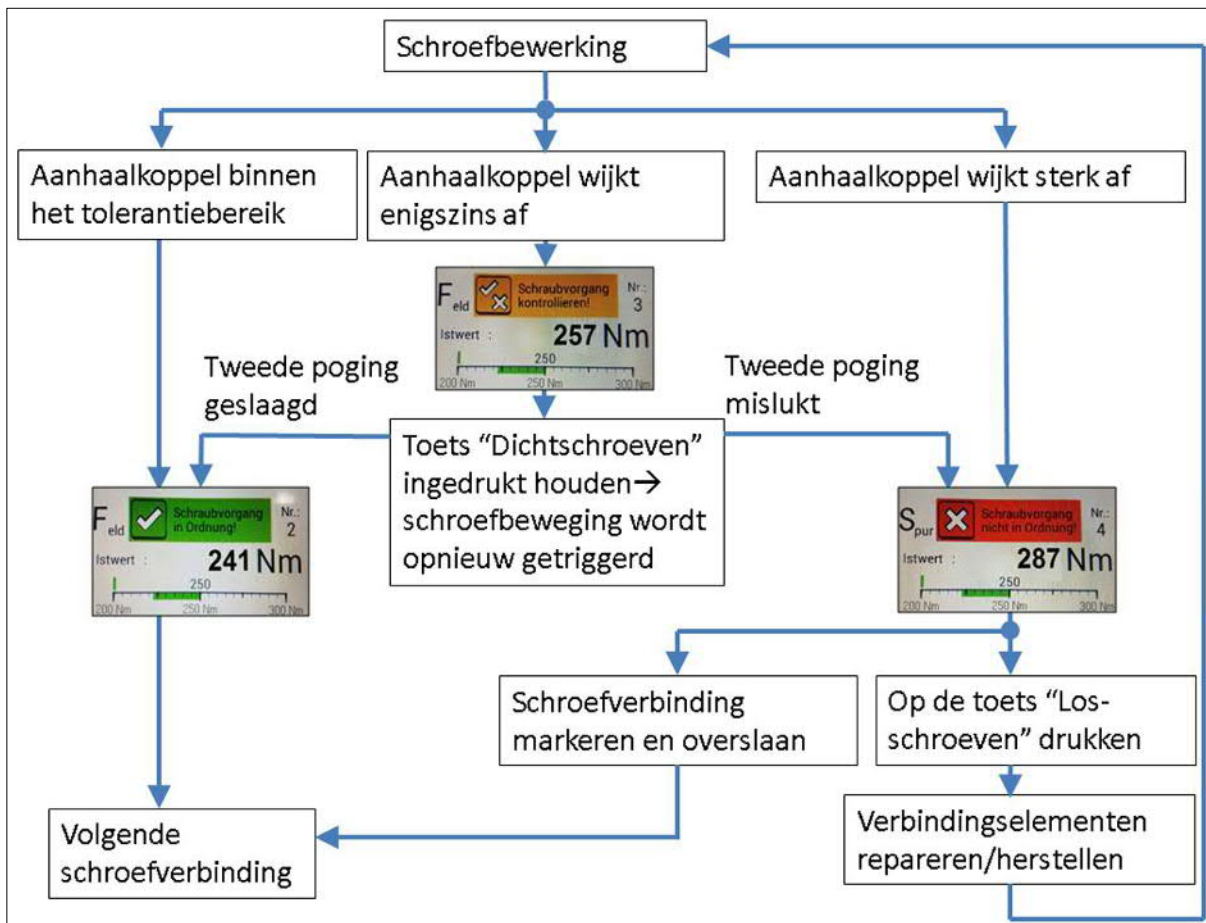 Schroefbewerking
Aanhaalkoppel binnen
het tolerantiebereik
Aanhaalkoppel wijkt
enigszins af
Aanhaalkoppel wijkt sterk af
Feld
Schraubvorgang
kontrollieren!
Nr.:
3
Istwert :
257 Nm
250
200 Nm
250 Nm
300 Nm
Tweede poging
geslaagd
Tweede poging
mislukt
Toets “Dichtschroeven”
ingedrukt houden→
schroefbeweging wordt
opnieuw getriggerd
Feld
Schraubvorgang
in Ordnung!
Nr.:
2
Istwert :
241 Nm
250
200 Nm
250 Nm
300 Nm
Spur
Schraubvorgang
nicht in Ordnung!
Nr.:
4
Istwert :
287 Nm
250
200 Nm
250 Nm
300 Nm
Schroefverbinding
markeren en overslaan
Op de toets “Los-
schroeven” drukken
Volgende
schroefverbinding
Verbindingselementen
repareren/herstellen